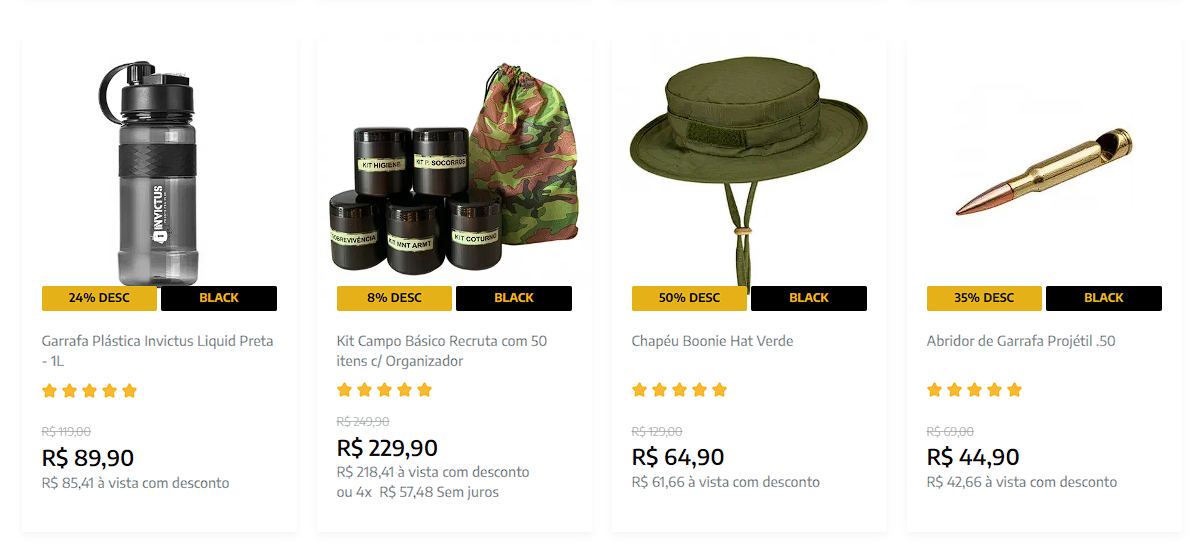 INVICTUS
24% DESC
BLACK
Garrafa Plástica Invictus Liquid Preta
- 1L
R$ 119,00
R$ 89,90
R$ 85,41 à vista com desconto
KIT HIGIENE
KIT P. SOCORROS
SOBREVIVÊNCIA
KIT MNT ARMT
KIT COTURNO
8% DESC
BLACK
Kit Campo Básico Recruta com 50
itens c/ Organizador
R$ 249,90
R$ 229,90
R$ 218,41 à vista com desconto
ou 4x R$ 57,48 Sem juros
50% DESC
BLACK
Chapéu Boonie Hat Verde
R$ 129,00
R$ 64,90
R$ 61,66 à vista com desconto
35% DESC
BLACK
Abridor de Garrafa Projétil .50
R$ 69,00
R$ 44,90
R$ 42,66 à vista com desconto